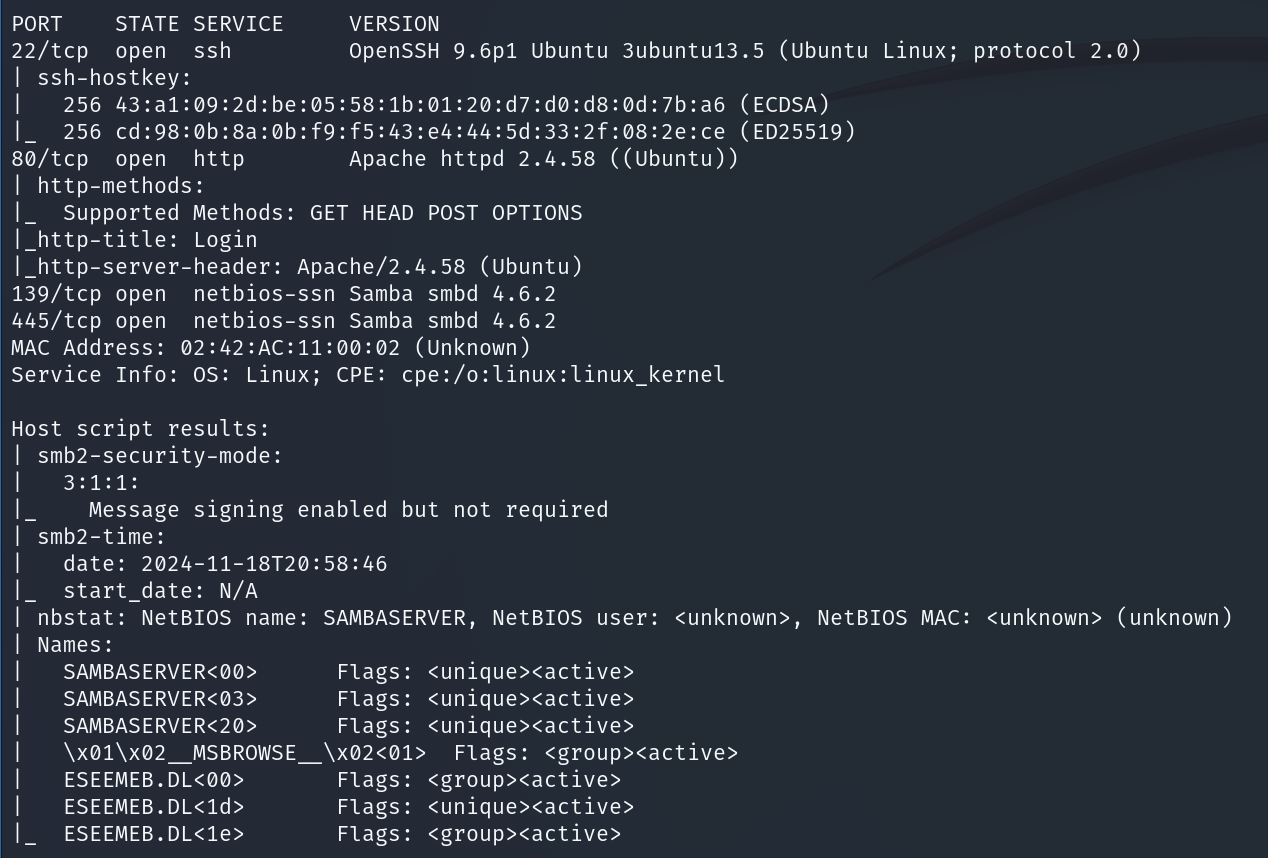 PORT    STATE SERVICE     VERSION
22/tcp  open  ssh         OpenSSH 9.6p1 Ubuntu 3ubuntu13.5 (Ubuntu Linux; protocol 2.0)
| ssh-hostkey:
|   256 43:a1:09:2d:be:05:58:1b:01:20:d7:d0:d8:0d:7b:a6 (ECDSA)
|_  256 cd:98:0b:8a:0b:f9:f5:43:e4:44:5d:33:2f:08:2e:ce (ED25519)
80/tcp  open  http        Apache httpd 2.4.58 ((Ubuntu))
| http-methods:
|_  Supported Methods: GET HEAD POST OPTIONS
|_http-title: Login
|_http-server-header: Apache/2.4.58 (Ubuntu)
139/tcp open  netbios-ssn Samba smbd 4.6.2
445/tcp open  netbios-ssn Samba smbd 4.6.2
MAC Address: 02:42:AC:11:00:02 (Unknown)
Service Info: OS: Linux; CPE: cpe:/o:linux:linux_kernel

Host script results:
| smb2-security-mode:
|   3:1:1:
|_    Message signing enabled but not required
| smb2-time:
|   date: 2024-11-18T20:58:46
|_  start_date: N/A
| nbstat: NetBIOS name: SAMBASERVER, NetBIOS user: <unknown>, NetBIOS MAC: <unknown> (unknown)
| Names:
|   SAMBASERVER<00>      Flags: <unique><active>
|   SAMBASERVER<03>      Flags: <unique><active>
|   SAMBASERVER<20>      Flags: <unique><active>
|   \x01\x02__MSBROWSE__\x02<01>  Flags: <group><active>
|   ESEEMEB.DL<00>       Flags: <group><active>
|   ESEEMEB.DL<1d>       Flags: <unique><active>
|_  ESEEMEB.DL<1e>       Flags: <group><active>